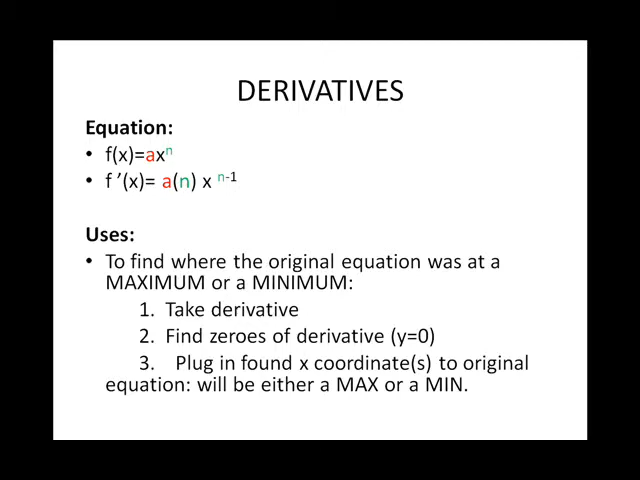 DERIVATIVES
Equation:
• f(x)=axⁿ
• f ’(x)= a(n) x ⁿ⁻¹
Uses:
• To find where the original equation was at a
MAXIMUM or a MINIMUM:
1. Take derivative
2. Find zeroes of derivative (y=0)
3. Plug in found x coordinate(s) to original
equation: will be either a MAX or a MIN.